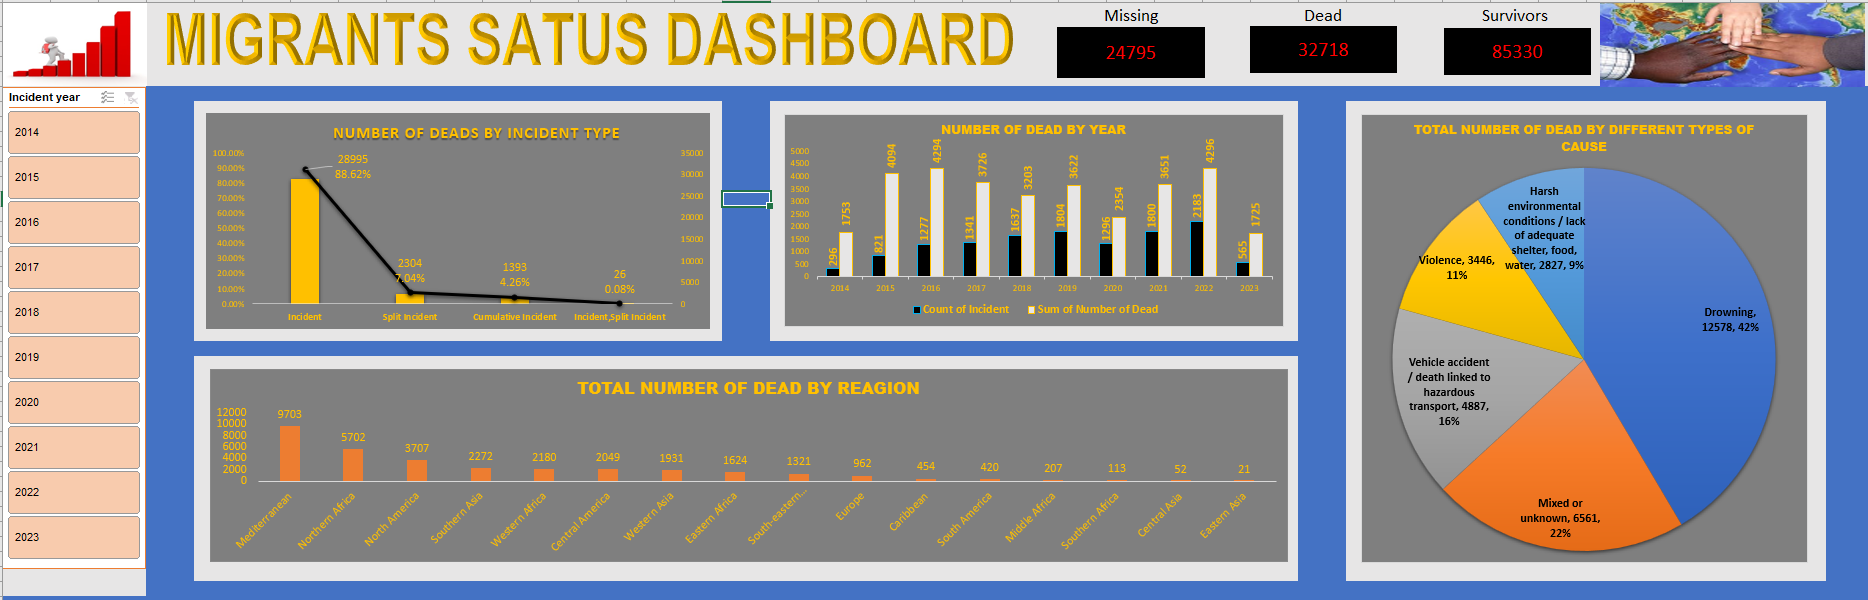 MIGRANTS SATUS DASHBOARD
Missing
24795
Dead
32718
Survivors
85330
Incident year
2014
2015
2016
2017
2018
2019
2020
2021
2022
2023
NUMBER OF DEADS BY INCIDENT TYPE
100.00%
90.00%
80.00%
70.00%
60.00%
50.00%
40.00%
30.00%
20.00%
10.00%
0.00%
35000
30000
25000
20000
15000
10000
5000
0
28995
88.62%
2304
7.04%
1393
4.26%
26
0.08%
Incident
Split Incident
Cumulative Incident
Incident,Split Incident
NUMBER OF DEAD BY YEAR
5000
4500
4000
3500
3000
2500
2000
1500
1000
500
0
296
1753
821
4094
1277
4294
1341
3726
1637
3203
1804
3622
1296
2354
1800
3651
2183
4296
565
1725
2014
2015
2016
2017
2018
2019
2020
2021
2022
2023
Count of Incident
Sum of Number of Dead
TOTAL NUMBER OF DEAD BY REAGION
12000
10000
8000
6000
4000
2000
0
9703
5702
3707
2272
2180
2049
1931
1624
1321
962
454
420
207
113
52
21
Mediterranean
Northern Africa
North America
Southern Asia
Western Africa
Central America
Western Asia
Eastern Africa
South-eastern...
Europe
Caribbean
South America
Middle Africa
Southern Africa
Central Asia
Eastern Asia
TOTAL NUMBER OF DEAD BY DIFFERENT TYPES OF
CAUSE
Harsh
environmental
conditions / lack
of adequate
shelter, food,
water, 2827, 9%
Violence, 3446,
11%
Drowning,
12578, 42%
Vehicle accident
/ death linked to
hazardous
transport, 4887,
16%
Mixed or
unknown, 6561,
22%